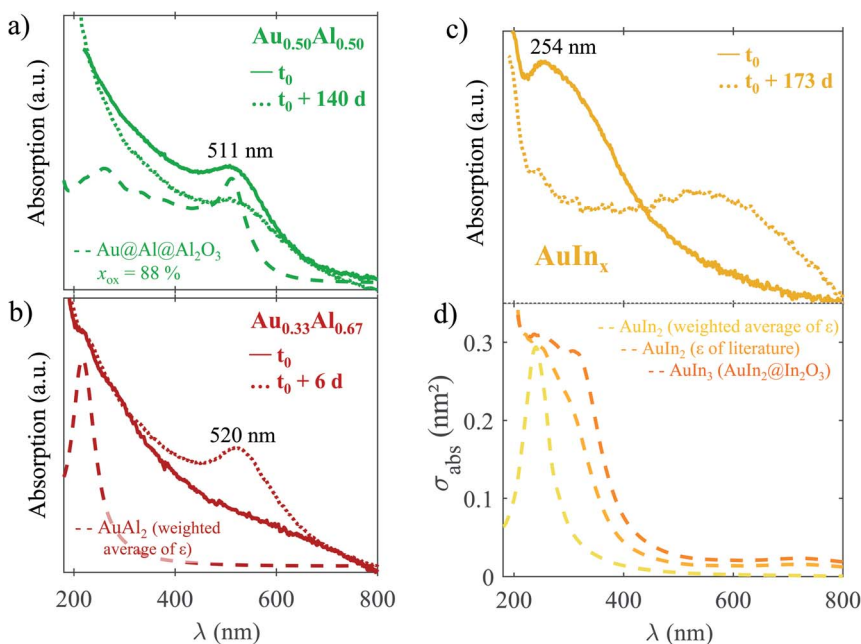 a)
Au₀.₅₀Al₀.₅₀
— t₀
... t₀ + 140 d
511 nm
-- Au@Al@Al₂O₃
xₒₓ = 88 %
Absorption (a.u.)
b)
Au₀.₃₃Al₀.₆₇
— t₀
... t₀ + 6 d
520 nm
-- AuAl₂ (weighted
average of ε)
Absorption (a.u.)
200 400 600 800
λ (nm)
c)
254 nm
— t₀
... t₀ + 173 d
AuInₓ
Absorption (a.u.)
d)
-- AuIn₂ (weighted average of ε)
-- AuIn₂ (ε of literature)
-- AuIn₃ (AuIn₂@In₂O₃)
0.3
0.2
0.1
0
σabs (nm²)
200 300 400 500 600 700 800
λ (nm)